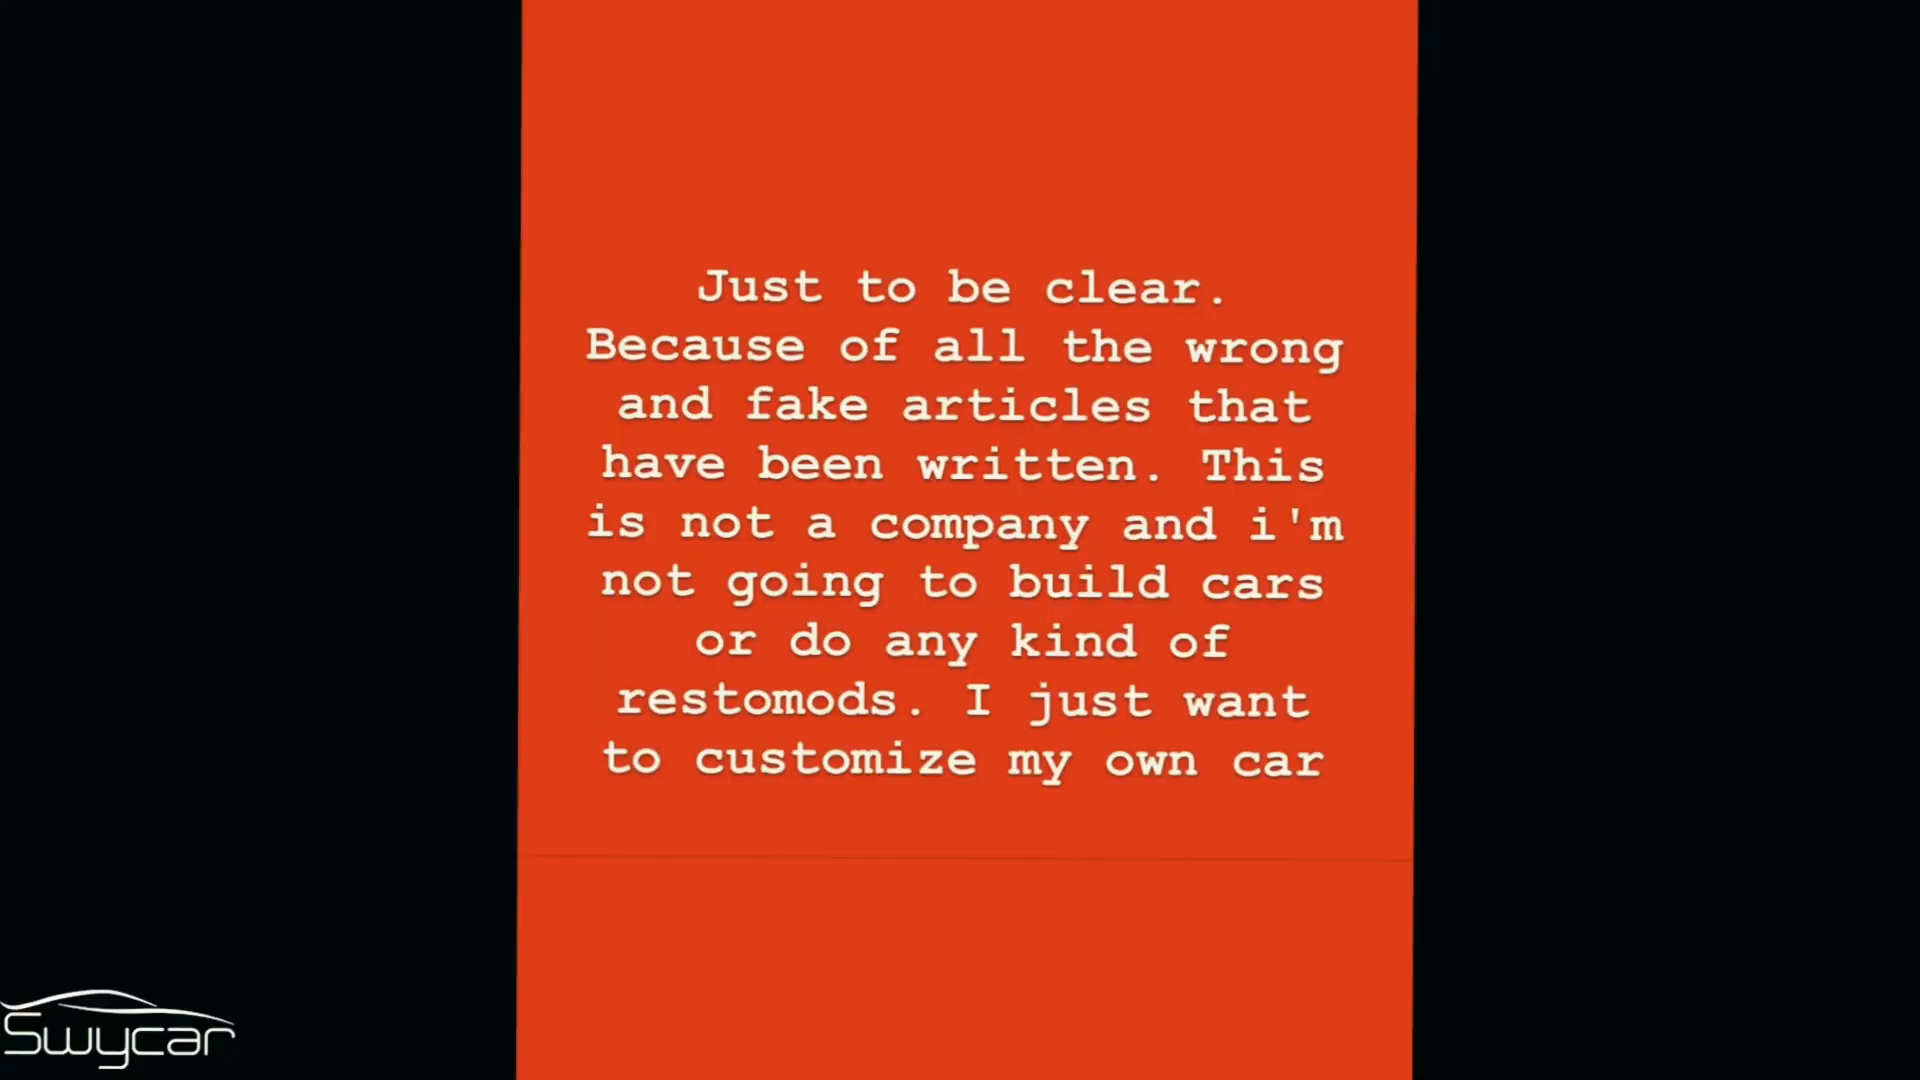 Just to be clear.
Because of all the wrong
and fake articles that
have been written. This
is not a company and i'm
not going to build cars
or do any kind of
restomods. I just want
to customize my own car
Swycar